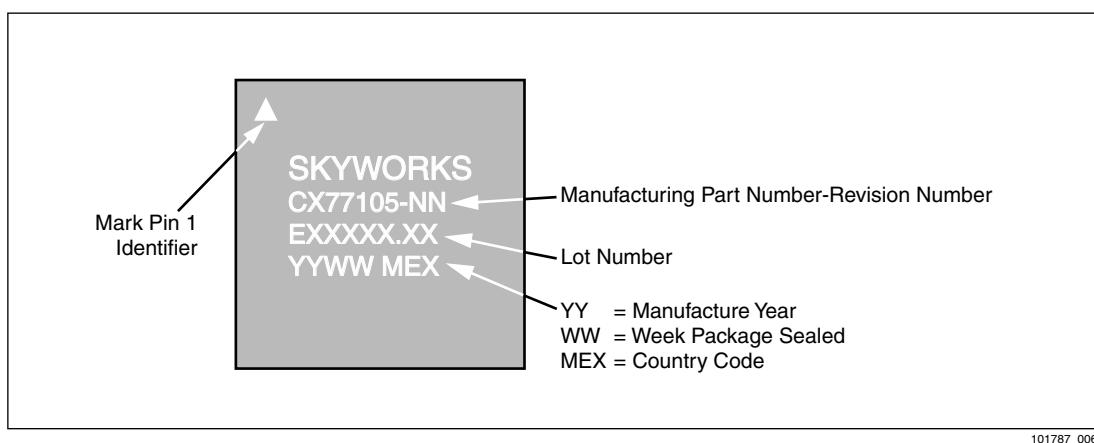 SKYWORKS
CX77105-NN
EXXXXX.XX
YYWW MEX
Mark Pin 1
Identifier
Manufacturing Part Number-Revision Number
Lot Number
YY = Manufacture Year
WW = Week Package Sealed
MEX = Country Code
101787_006